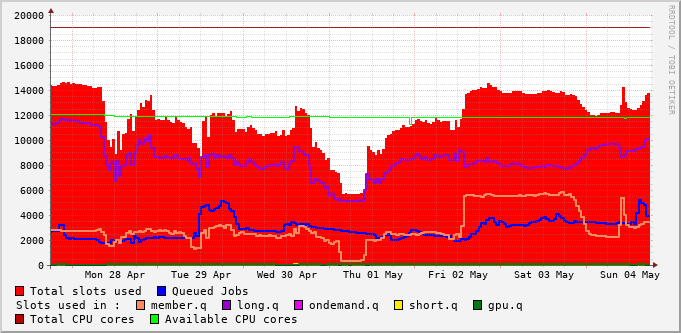 RRDTOOL / TOBI OETIKER
20000
18000
16000
14000
12000
10000
8000
6000
4000
2000
0
Mon 28 Apr Tue 29 Apr Wed 30 Apr Thu 01 May Fri 02 May Sat 03 May Sun 04 May
Total slots used Queued Jobs
Slots used in : member.q long.q ondemand.q short.q gpu.q
Total CPU cores Available CPU cores